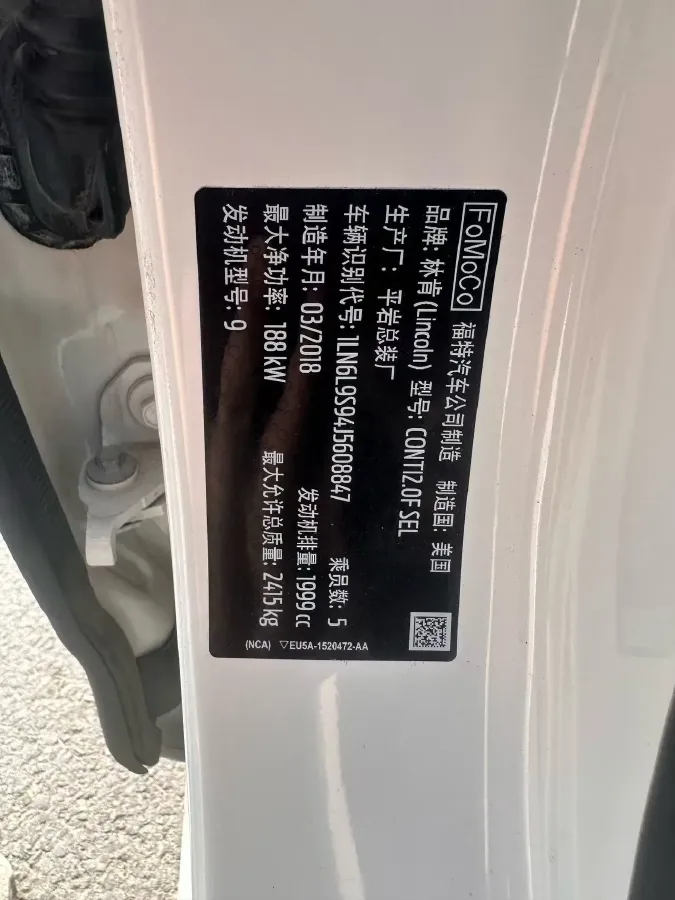 FoMoCo 福特汽车公司制造 制造国: 美国
品牌: 林肯 (Lincoln) 型号: CONTI2.0F SEL
生产厂: 平岩总装厂
车辆识别代号: 1LN6L9S94J5608847 乘员数: 5
制造年月: 03/2018 发动机排量: 1999 cc
最大净功率: 188 kW 最大允许总质量: 2415 kg
发动机型号: 9
(NCA) ▽EU5A-1520472-AA